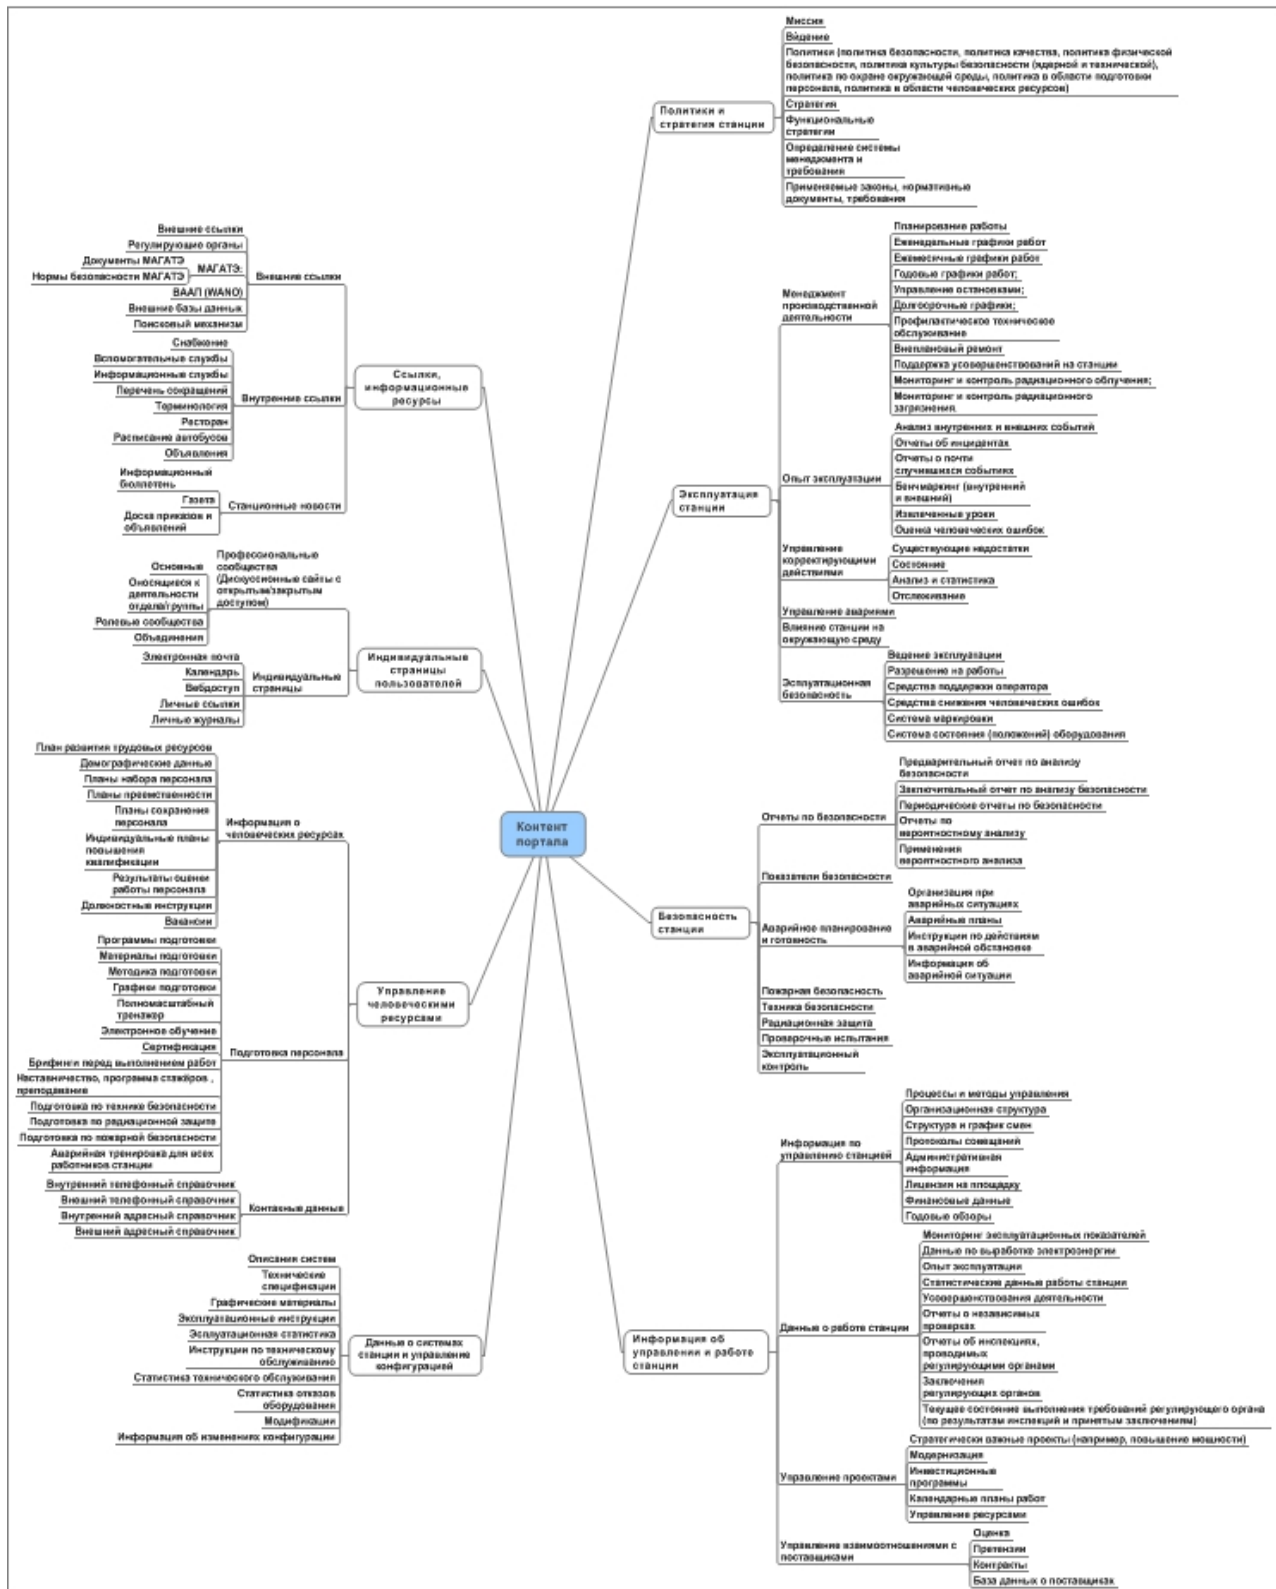 Контент
портала
Политики и
стратегия станции
Миссия
Ви́дение
Политики (политика безопасности, политика качества, политика физической
безопасности, политика культуры безопасности (ядерной и технической),
политика по охране окружающей среды, политика в области подготовки
персонала, политика в области человеческих ресурсов)
Стратегия
Функциональные
стратегии
Определение системы
менеджмента и
требования
Применяемые законы, нормативные
документы, требования
Эксплуатация
станции
Менеджмент
производственной
деятельности
Планирование работы
Еженедельные графики работ
Ежемесячные графики работ
Годовые графики работ;
Управление остановками;
Долгосрочные графики;
Профилактическое техническое
обслуживание
Внеплановый ремонт
Поддержка усовершенствований на станции
Мониторинг и контроль радиационного облучения;
Мониторинг и контроль радиационного
загрязнения.
Опыт эксплуатации
Анализ внутренних и внешних событий
Отчеты об инцидентах
Отчеты о почти
случившихся событиях
Бенчмаркинг (внутренний
и внешний)
Извлеченные уроки
Оценка человеческих ошибок
Управление
корректирующими
действиями
Существующие недостатки
Состояние
Анализ и статистика
Отслеживание
Управление авариями
Влияние станции на
окружающую среду
Эсплуатационная
безопасность
Ведение эксплуатации
Разрешение на работы
Средства поддержки оператора
Средства снижения человеческих ошибок
Система маркировки
Система состояния (положений) оборудования
Безопасность
станции
Отчеты по безопасности
Предварительный отчет по анализу
безопасности
Заключительный отчет по анализу безопасности
Периодические отчеты по безопасности
Отчеты по
вероятностному анализу
Применения
вероятностного анализа
Показатели безопасности
Аварийное планирование
и готовность
Организация при
аварийных ситуациях
Аварийные планы
Инструкции по действиям
в аварийной обстановке
Информация об
аварийной ситуации
Пожарная безопасность
Техника безопасности
Радиационная защита
Проверочные испытания
Эксплуатационный
контроль
Информация об
управлении и работе
станции
Информация по
управлению станцией
Процессы и методы управления
Организационная структура
Структура и график смен
Протоколы совещаний
Административная
информация
Лицензия на площадку
Финансовые данные
Годовые обзоры
Данные о работе станции
Мониторинг эксплуатационных показателей
Данные по выработке электроэнергии
Опыт эксплуатации
Статистические данные работы станции
Усовершенствования деятельности
Отчеты о независимых
проверках
Отчеты об инспекциях,
проводимых
регулирующими органами
Заключения
регулирующих органов
Текущее состояние выполнения требований регулирующего органа
(по результатам инспекций и принятым заключениям)
Управление проектами
Стратегически важные проекты (например, повышение мощности)
Модернизация
Инвестиционные
программы
Календарные планы работ
Управление ресурсами
Управление взаимоотношениями с
поставщиками
Оценка
Претензии
Контракты
База данных о поставщиках
Ссылки,
информационные
ресурсы
Внешние ссылки
Внешние ссылки
Регулирующие органы
МАГАТЭ:
Документы МАГАТЭ
Нормы безопасности МАГАТЭ
ВААП (WANO)
Внешние базы данных
Поисковый механизм
Внутренние ссылки
Снабжение
Вспомогательные службы
Информационные службы
Перечень сокращений
Терминология
Ресторан
Расписание автобусов
Объявления
Станционные новости
Информационный
бюллетень
Газета
Доска приказов и
объявлений
Индивидуальные
страницы
пользователей
Профессиональные
сообщества
(Дискуссионные сайты с
открытым/закрытым
доступом)
Основные
Оносящиеся к
деятельности
отдела/группы
Ролевые сообщества
Объединения
Индивидуальные
страницы
Электронная почта
Календарь
Вебдоступ
Личные ссылки
Личные журналы
Управление
человеческими
ресурсами
Информация о
человеческих ресурсах
План развития трудовых ресурсов
Демографические данные
Планы набора персонала
Планы преемственности
Планы сохранения
персонала
Индивидуальные планы
повышения
квалификации
Результаты оценки
работы персонала
Должностные инструкции
Вакансии
Подготовка персонала
Программы подготовки
Материалы подготовки
Методика подготовки
Графики подготовки
Полномасштабный
тренажер
Электронное обучение
Сертификация
Брифинги перед выполнением работ
Наставничество, программа стажёров ,
преподавание
Подготовка по технике безопасности
Подготовка по радиационной защите
Подготовка по пожарной безопасности
Аварийная тренировка для всех
работников станции
Контакные данные
Внутренний телефонный справочник
Внешний телефонный справочник
Внутренний адресный справочник
Внешний адресный справочник
Данные о системах
станции и управление
конфигурацией
Описания систем
Технические
спецификации
Графические материалы
Эксплуатационные инструкции
Эсплуатационная статистика
Инструкции по техническому
обслуживанию
Статистика технического обслуживания
Статистика отказов
оборудования
Модификации
Информация об изменениях конфигурации